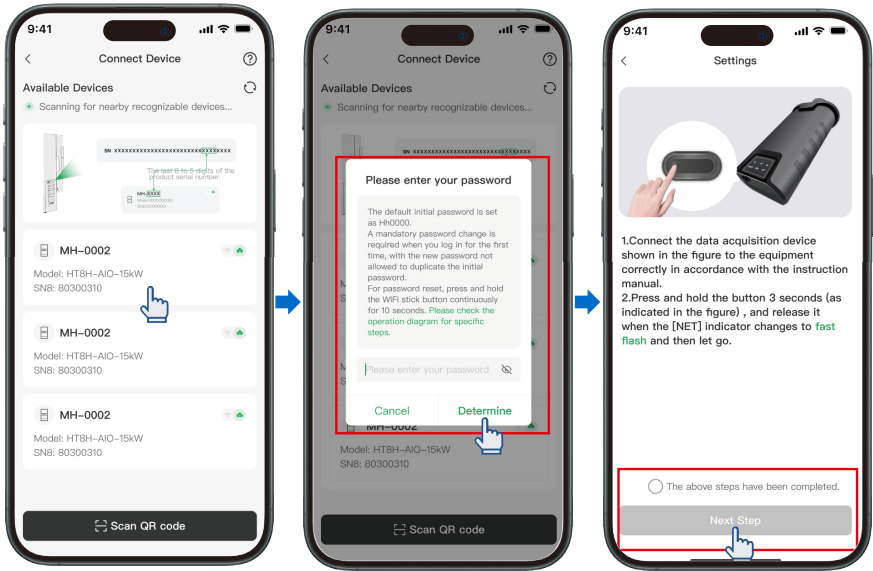 9:41
Connect Device
Available Devices
Scanning for nearby recognizable devices...
SN XXXXXXXXXXXXXXXXXXXXXXXXXXXXXX
The last 8 to 5 digits of the
product serial number.
MH-0000
MH-0002
Model: HT8H-AIO-15kW
SN8: 80300310
MH-0002
Model: HT8H-AIO-15kW
SN8: 80300310
MH-0002
Model: HT8H-AIO-15kW
SN8: 80300310
Scan QR code
9:41
Connect Device
Available Devices
Scanning for nearby recognizable devices...
Please enter your password
The default initial password is set
as Hh0000.
A mandatory password change is
required when you log in for the first
time, with the new password not
allowed to duplicate the initial
password.
For password reset, press and hold
the WIFI stick button continuously
for 10 seconds. Please check the
operation diagram for specific
steps.
Please enter your password
Cancel
Determine
MH-0002
Model: HT8H-AIO-15kW
SN8: 80300310
Scan QR code
9:41
Settings
1.Connect the data acquisition device
shown in the figure to the equipment
correctly in accordance with the instruction
manual.
2.Press and hold the button 3 seconds (as
indicated in the figure) , and release it
when the [NET] indicator changes to fast
flash and then let go.
The above steps have been completed.
Next Step